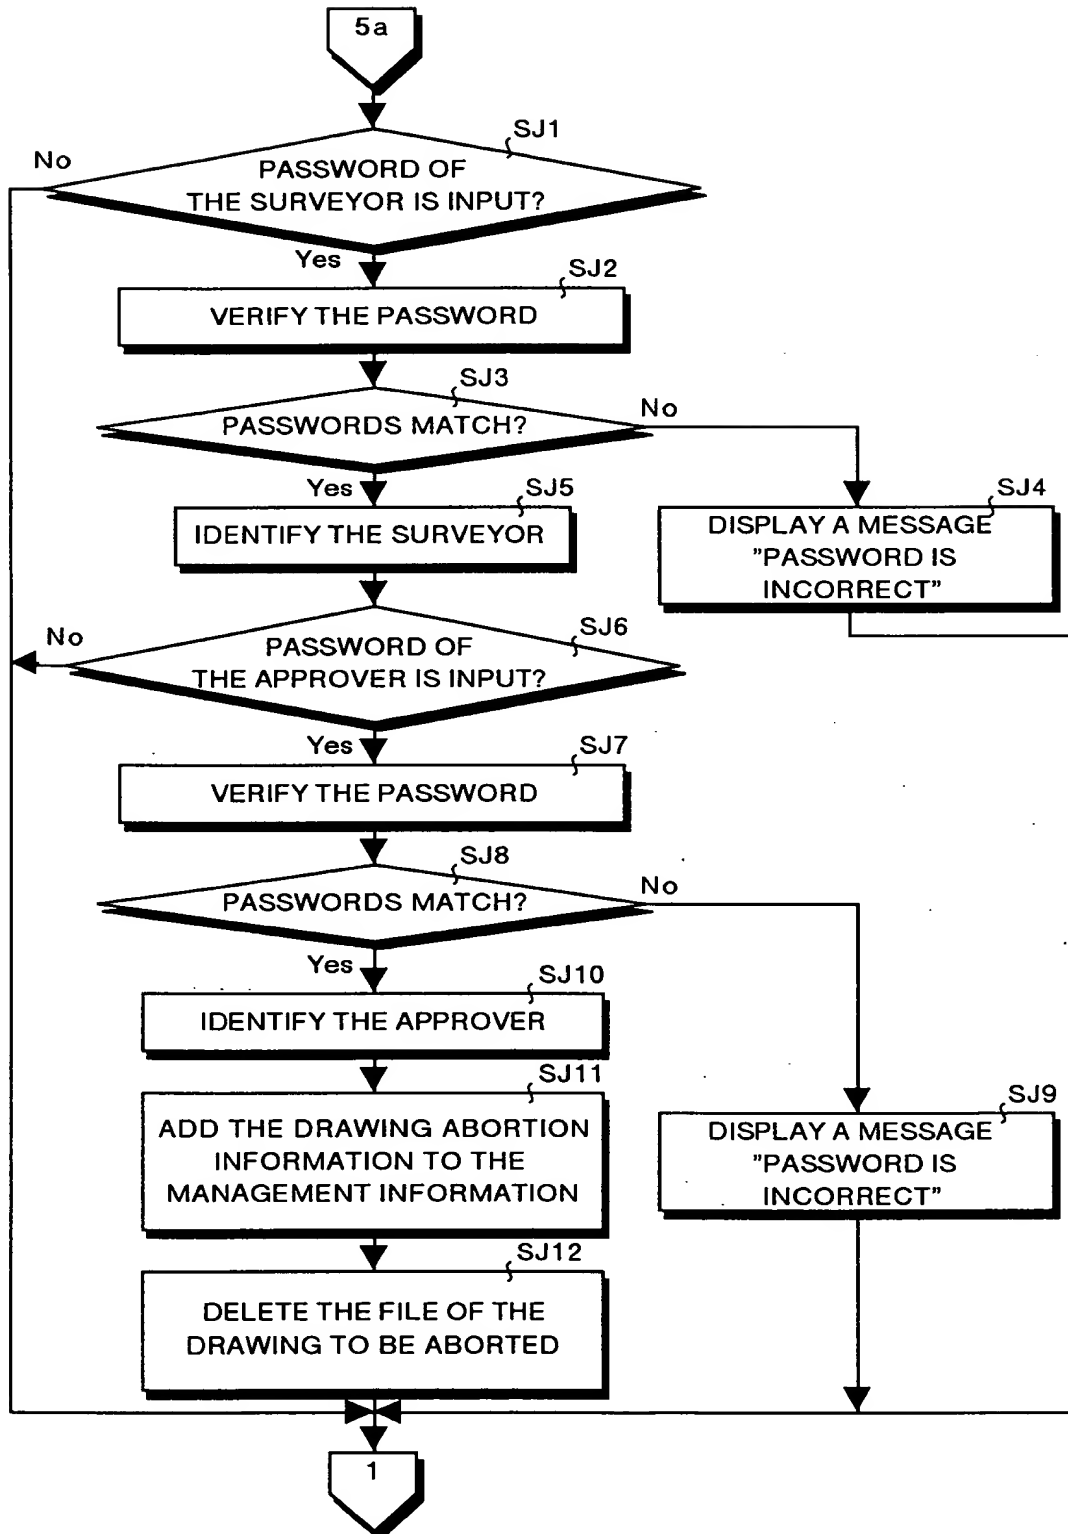 5a
SJ1
No
PASSWORD OF
THE SURVEYOR IS INPUT?
Yes
SJ2
VERIFY THE PASSWORD
SJ3
PASSWORDS MATCH?
No
Yes
SJ5
IDENTIFY THE SURVEYOR
SJ4
DISPLAY A MESSAGE
"PASSWORD IS
INCORRECT"
SJ6
No
PASSWORD OF
THE APPROVER IS INPUT?
Yes
SJ7
VERIFY THE PASSWORD
SJ8
PASSWORDS MATCH?
No
Yes
SJ10
IDENTIFY THE APPROVER
SJ11
ADD THE DRAWING ABORTION
INFORMATION TO THE
MANAGEMENT INFORMATION
SJ9
DISPLAY A MESSAGE
"PASSWORD IS
INCORRECT"
SJ12
DELETE THE FILE OF THE
DRAWING TO BE ABORTED
1